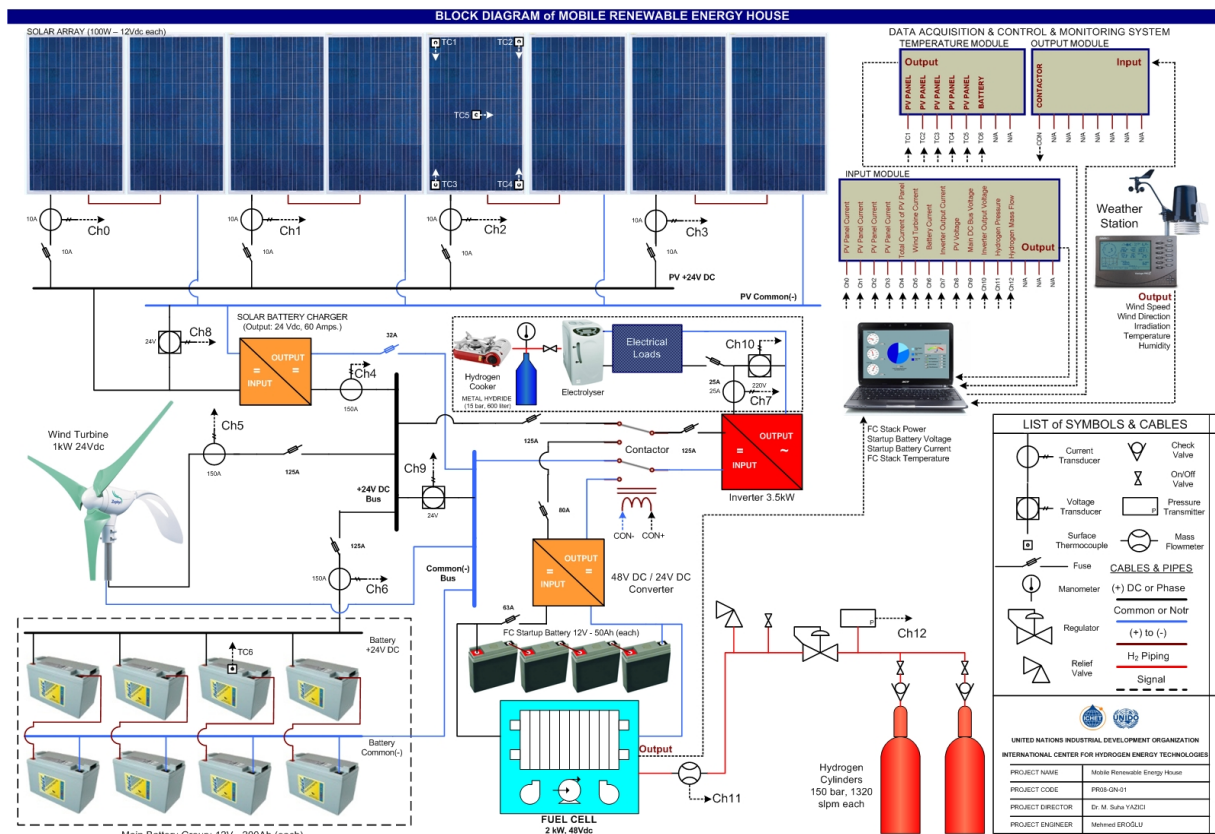 BLOCK DIAGRAM of MOBILE RENEWABLE ENERGY HOUSE
SOLAR ARRAY (100W – 12Vdc each)
TC1
TC2
TC5
TC3
TC4
10A
Ch0
10A
10A
Ch1
10A
10A
Ch2
10A
10A
Ch3
10A
PV +24V DC
PV Common(-)
DATA ACQUISITION & CONTROL & MONITORING SYSTEM
TEMPERATURE MODULE
Output
PV PANEL
PV PANEL
PV PANEL
PV PANEL
PV PANEL
BATTERY
TC1
TC2
TC3
TC4
TC5
TC6
N/A
N/A
OUTPUT MODULE
Input
CONTACTOR
CON
N/A
N/A
N/A
N/A
N/A
N/A
N/A
INPUT MODULE
PV Panel Current
PV Panel Current
PV Panel Current
PV Panel Current
Total Current of PV Panel
Wind Turbine Current
Battery Current
Inverter Output Current
PV Voltage
Main DC Bus Voltage
Inverter Output Voltage
Hydrogen Pressure
Hydrogen Mass Flow
Output
Ch0
Ch1
Ch2
Ch3
Ch4
Ch5
Ch6
Ch7
Ch8
Ch9
Ch10
Ch11
Ch12
N/A
N/A
N/A
Weather
Station
Output
Wind Speed
Wind Direction
Irradiation
Temperature
Humidity
24V
Ch8
SOLAR BATTERY CHARGER
(Output: 24 Vdc, 60 Amps.)
OUTPUT
=
=
INPUT
32A
Ch4
150A
Hydrogen
Cooker
METAL HYDRIDE
(15 bar, 600 liter)
Electrolyser
Electrical
Loads
Ch10
25A
25A
220V
Ch7
Wind Turbine
1kW 24Vdc
Ch5
150A
125A
+24V DC
Bus
Ch9
24V
125A
Contactor
125A
OUTPUT
=
~
INPUT
Inverter 3.5kW
FC Stack Power
Startup Battery Voltage
Startup Battery Current
FC Stack Temperature
80A
CON-
CON+
125A
150A
Ch6
Common(-)
Bus
OUTPUT
=
=
INPUT
48V DC / 24V DC
Converter
63A
FC Startup Battery 12V - 50Ah (each)
Battery
+24V DC
TC6
Battery
Common(-)
Main Battery Group: 12V - 200Ah (each)
Output
FUEL CELL
2 kW, 48Vdc
Ch11
P
Ch12
Hydrogen
Cylinders
150 bar, 1320
slpm each
LIST of SYMBOLS & CABLES
Current
Transducer
Check
Valve
On/Off
Valve
Voltage
Transducer
P
Pressure
Transmitter
Surface
Thermocouple
Mass
Flowmeter
Fuse
CABLES & PIPES
Manometer
(+) DC or Phase
Common or Notr
Regulator
(+) to (-)
H₂ Piping
Relief
Valve
Signal
ICHET
UNIDO
UNITED NATIONS INDUSTRIAL DEVELOPMENT ORGANIZATION
INTERNATIONAL CENTER FOR HYDROGEN ENERGY TECHNOLOGIES
PROJECT NAME
Mobile Renewable Energy House
PROJECT CODE
PR08-GN-01
PROJECT DIRECTOR
Dr. M. Suha YAZICI
PROJECT ENGINEER
Mehmed EROĞLU